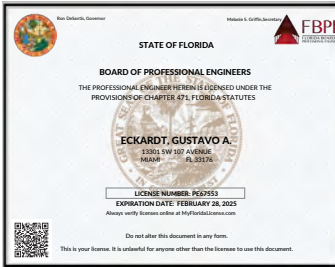 Ron DeSantis, Governor
Melanie S. Griffin, Secretary
FBPE
FLORIDA BOARD
STATE OF FLORIDA
BOARD OF PROFESSIONAL ENGINEERS
THE PROFESSIONAL ENGINEER HEREIN IS LICENSED UNDER THE
PROVISIONS OF CHAPTER 471, FLORIDA STATUTES
ECKARDT, GUSTAVO A.
13301 SW 107 AVENUE
MIAMI FL 33176
LICENSE NUMBER: PE67553
EXPIRATION DATE: FEBRUARY 28, 2025
Always verify licenses online at MyFloridaLicense.com
Do not alter this document in any form.
This is your license. It is unlawful for anyone other than the licensee to use this document.